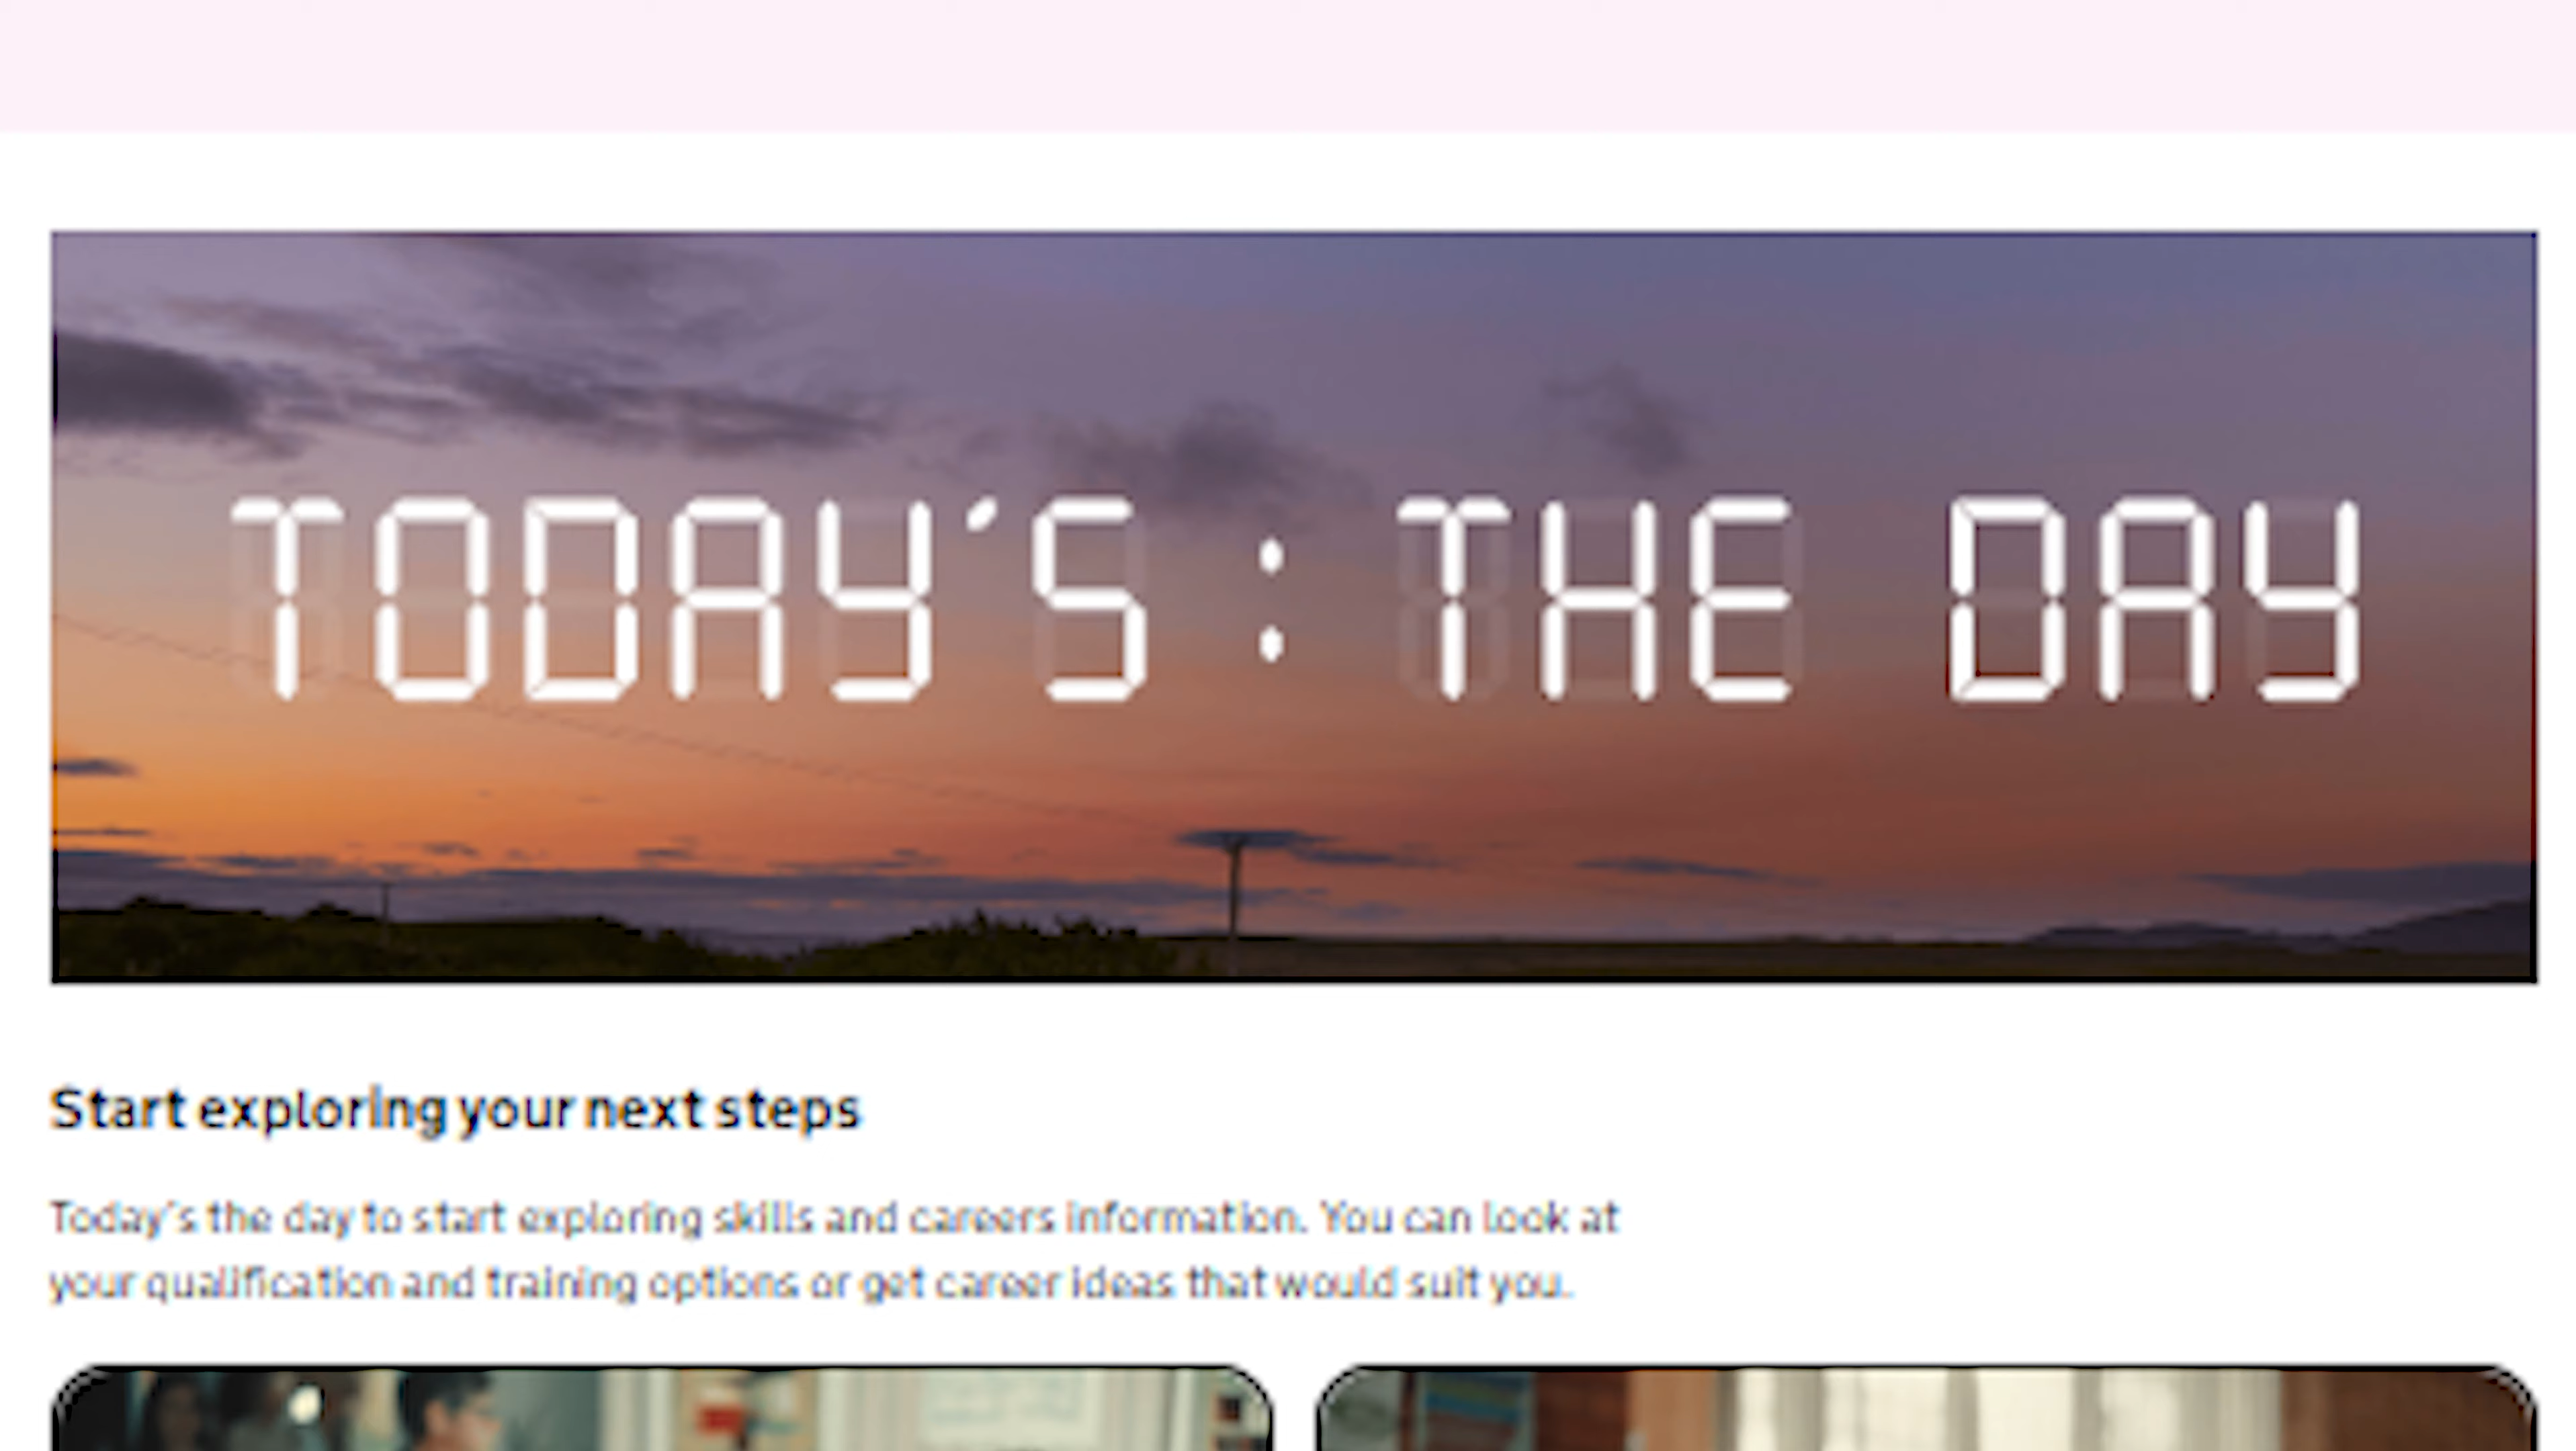 TODAY'S : THE DAY
Start exploring your next steps
Today's the day to start exploring skills and careers information. You can look at
your qualification and training options or get career ideas that would suit you.